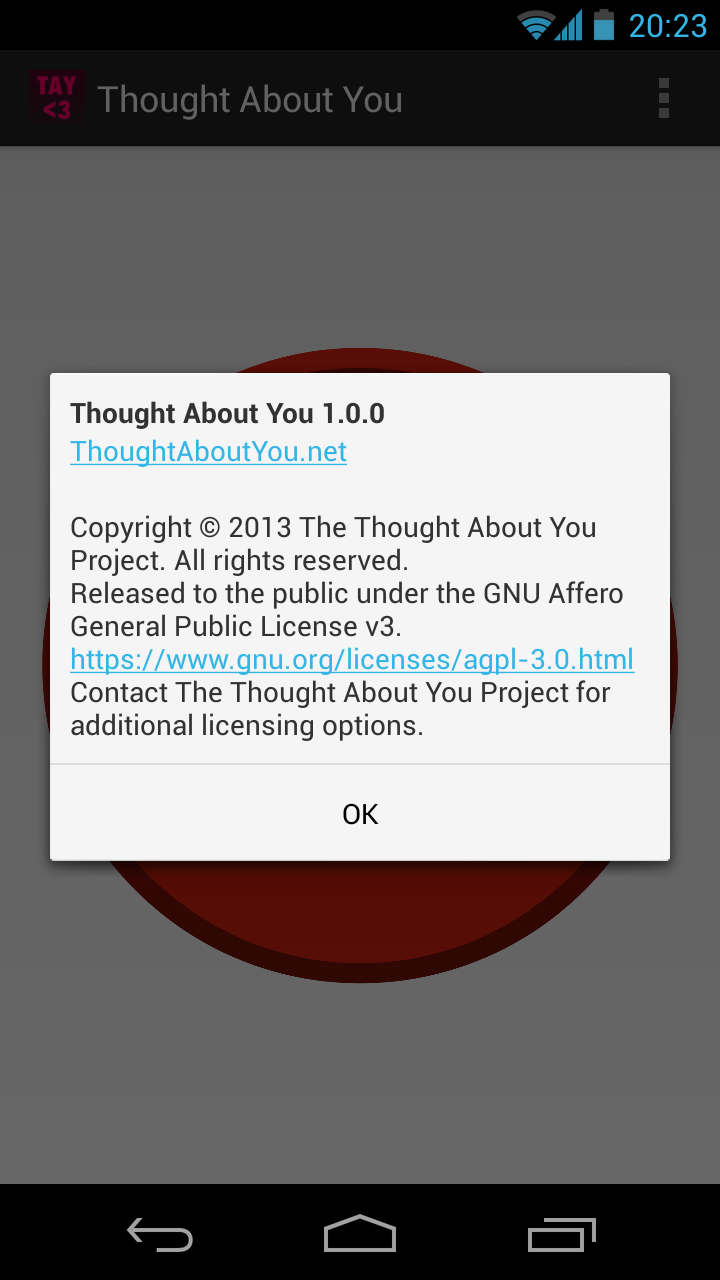 20:23
TAY
<3
Thought About You
Thought About You 1.0.0
ThoughtAboutYou.net
Copyright © 2013 The Thought About You
Project. All rights reserved.
Released to the public under the GNU Affero
General Public License v3.
https://www.gnu.org/licenses/agpl-3.0.html
Contact The Thought About You Project for
additional licensing options.
OK